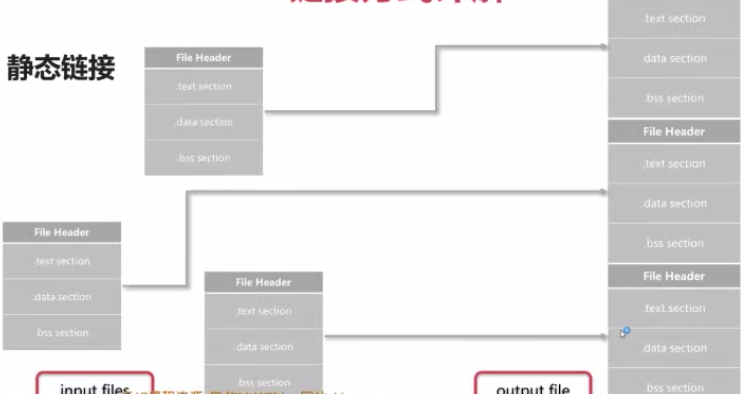 静态链接
File Header
.text section
.data section
.bss section
File Header
.text section
.data section
.bss section
File Header
.text section
.data section
.bss section
input files
.text section
.data section
.bss section
File Header
.text section
.data section
.bss section
File Header
.text section
.data section
.bss section
output file